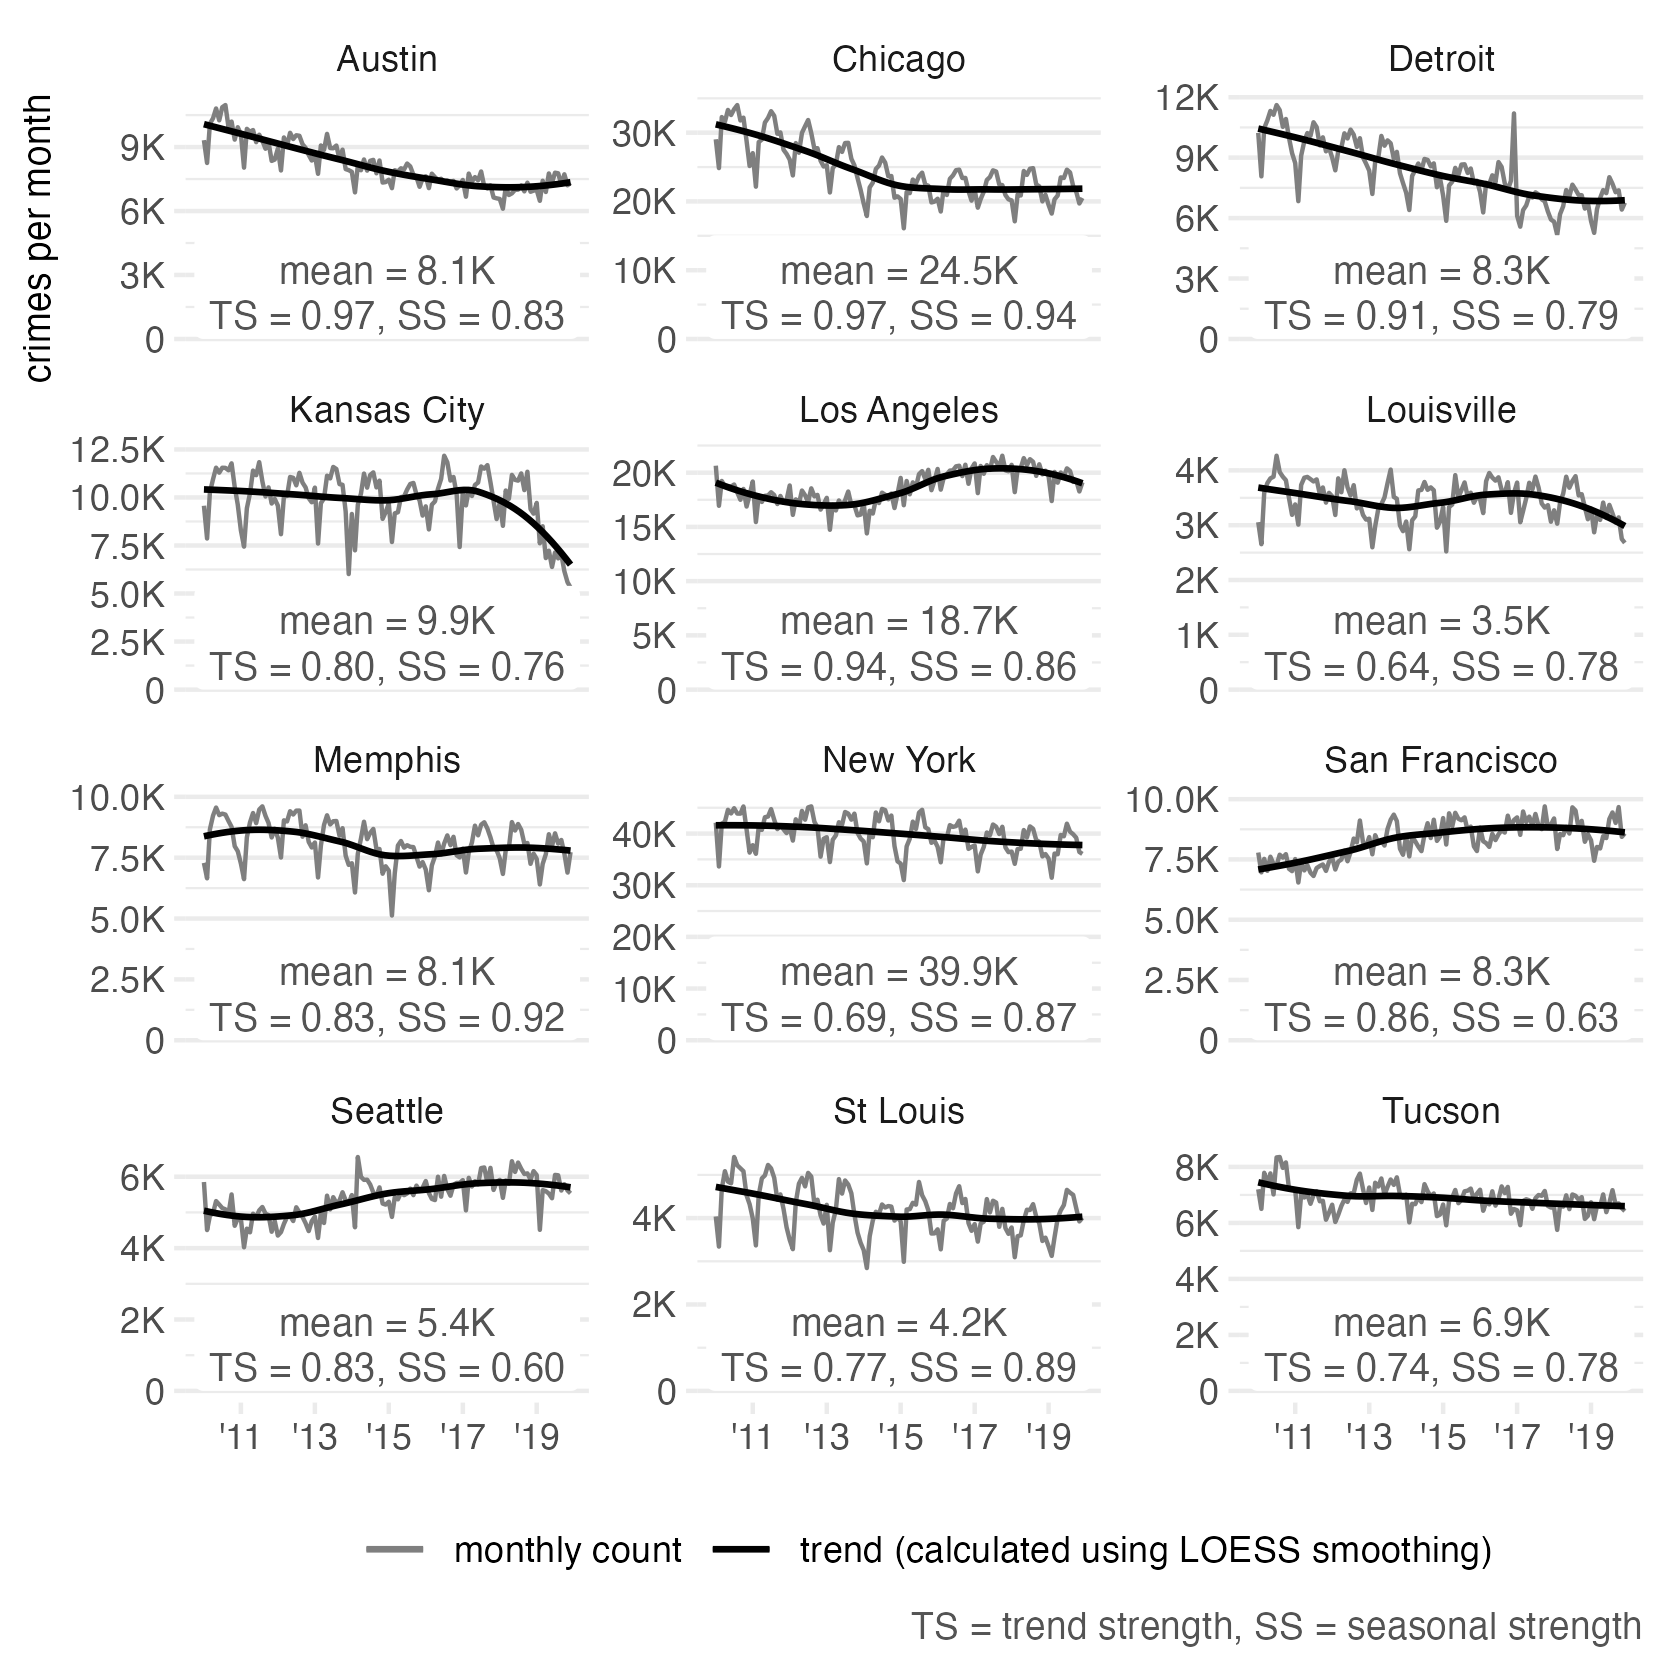 crimes per month
Austin
9K
6K
3K
0
mean = 8.1K
TS = 0.97, SS = 0.83
Chicago
30K
20K
10K
0
mean = 24.5K
TS = 0.97, SS = 0.94
Detroit
12K
9K
6K
3K
0
mean = 8.3K
TS = 0.91, SS = 0.79
Kansas City
12.5K
10.0K
7.5K
5.0K
2.5K
0
mean = 9.9K
TS = 0.80, SS = 0.76
Los Angeles
20K
15K
10K
5K
0
mean = 18.7K
TS = 0.94, SS = 0.86
Louisville
4K
3K
2K
1K
0
mean = 3.5K
TS = 0.64, SS = 0.78
Memphis
10.0K
7.5K
5.0K
2.5K
0
mean = 8.1K
TS = 0.83, SS = 0.92
New York
40K
30K
20K
10K
0
mean = 39.9K
TS = 0.69, SS = 0.87
San Francisco
10.0K
7.5K
5.0K
2.5K
0
mean = 8.3K
TS = 0.86, SS = 0.63
Seattle
6K
4K
2K
0
mean = 5.4K
TS = 0.83, SS = 0.60
'11 '13 '15 '17 '19
St Louis
4K
2K
0
mean = 4.2K
TS = 0.77, SS = 0.89
'11 '13 '15 '17 '19
Tucson
8K
6K
4K
2K
0
mean = 6.9K
TS = 0.74, SS = 0.78
'11 '13 '15 '17 '19
monthly count trend (calculated using LOESS smoothing)
TS = trend strength, SS = seasonal strength